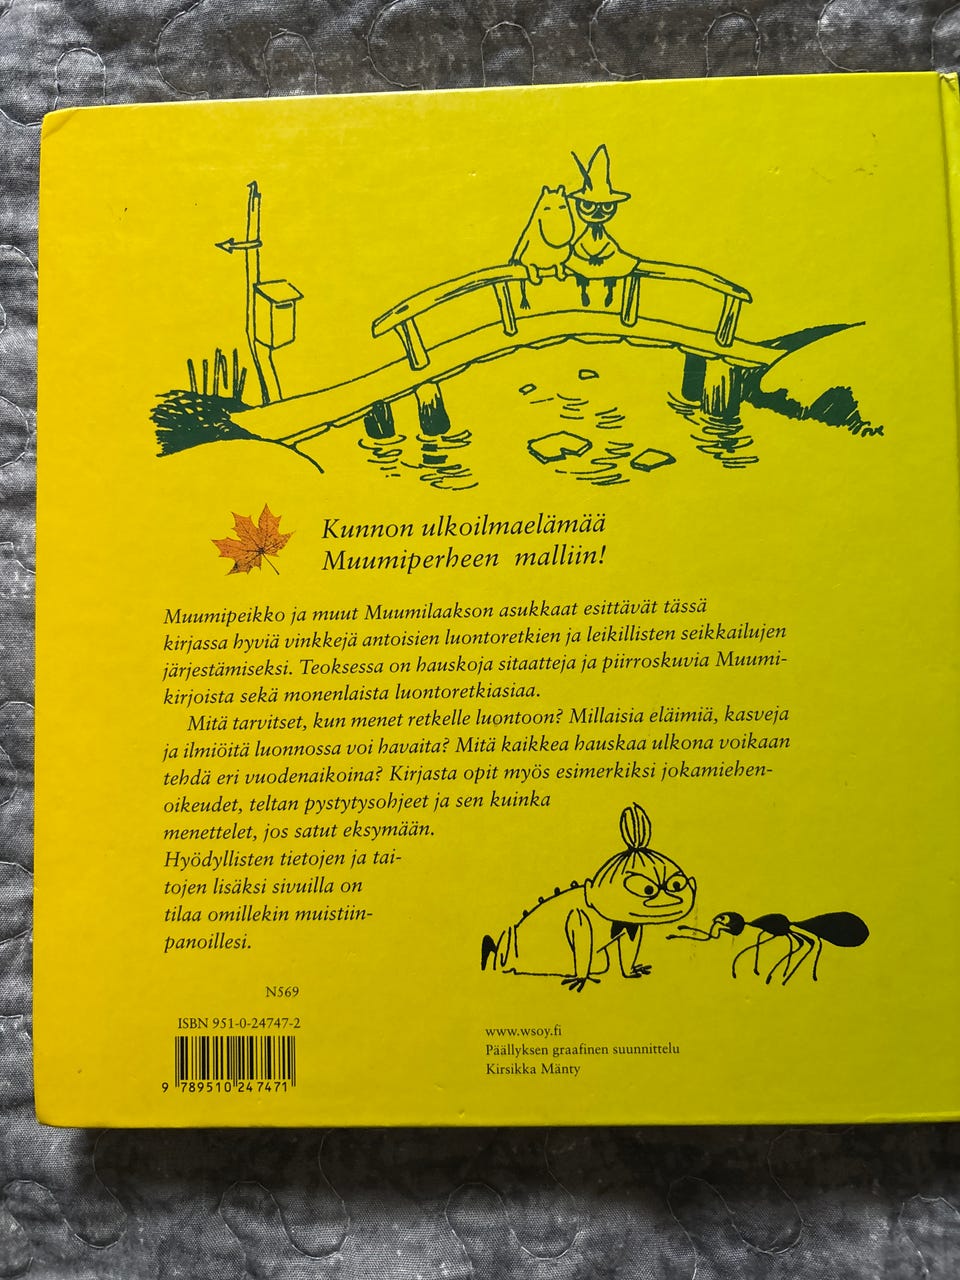 Kunnon ulkoilmaelämää
Muumiperheen malliin!
Muumipeikko ja muut Muumilaakson asukkaat esittävät tässä
kirjassa hyviä vinkkejä antoisien luontoretkien ja leikillisten seikkailujen
järjestämiseksi. Teoksessa on hauskoja sitaatteja ja piirroskuvia Muumi-
kirjoista sekä monenlaista luontoretkiasiaa.
Mitä tarvitset, kun menet retkelle luontoon? Millaisia eläimiä, kasveja
ja ilmiöitä luonnossa voi havaita? Mitä kaikkea hauskaa ulkona voikaan
tehdä eri vuodenaikoina? Kirjasta opit myös esimerkiksi jokamiehen-
oikeudet, teltan pystytysohjeet ja sen kuinka
menettelet, jos satut eksymään.
Hyödyllisten tietojen ja tai-
tojen lisäksi sivuilla on
tilaa omillekin muistiin-
panoillesi.
N569
ISBN 951-0-24747-2
9 789510 247471
www.wsoy.fi
Päällyksen graafinen suunnittelu
Kirsikka Mänty